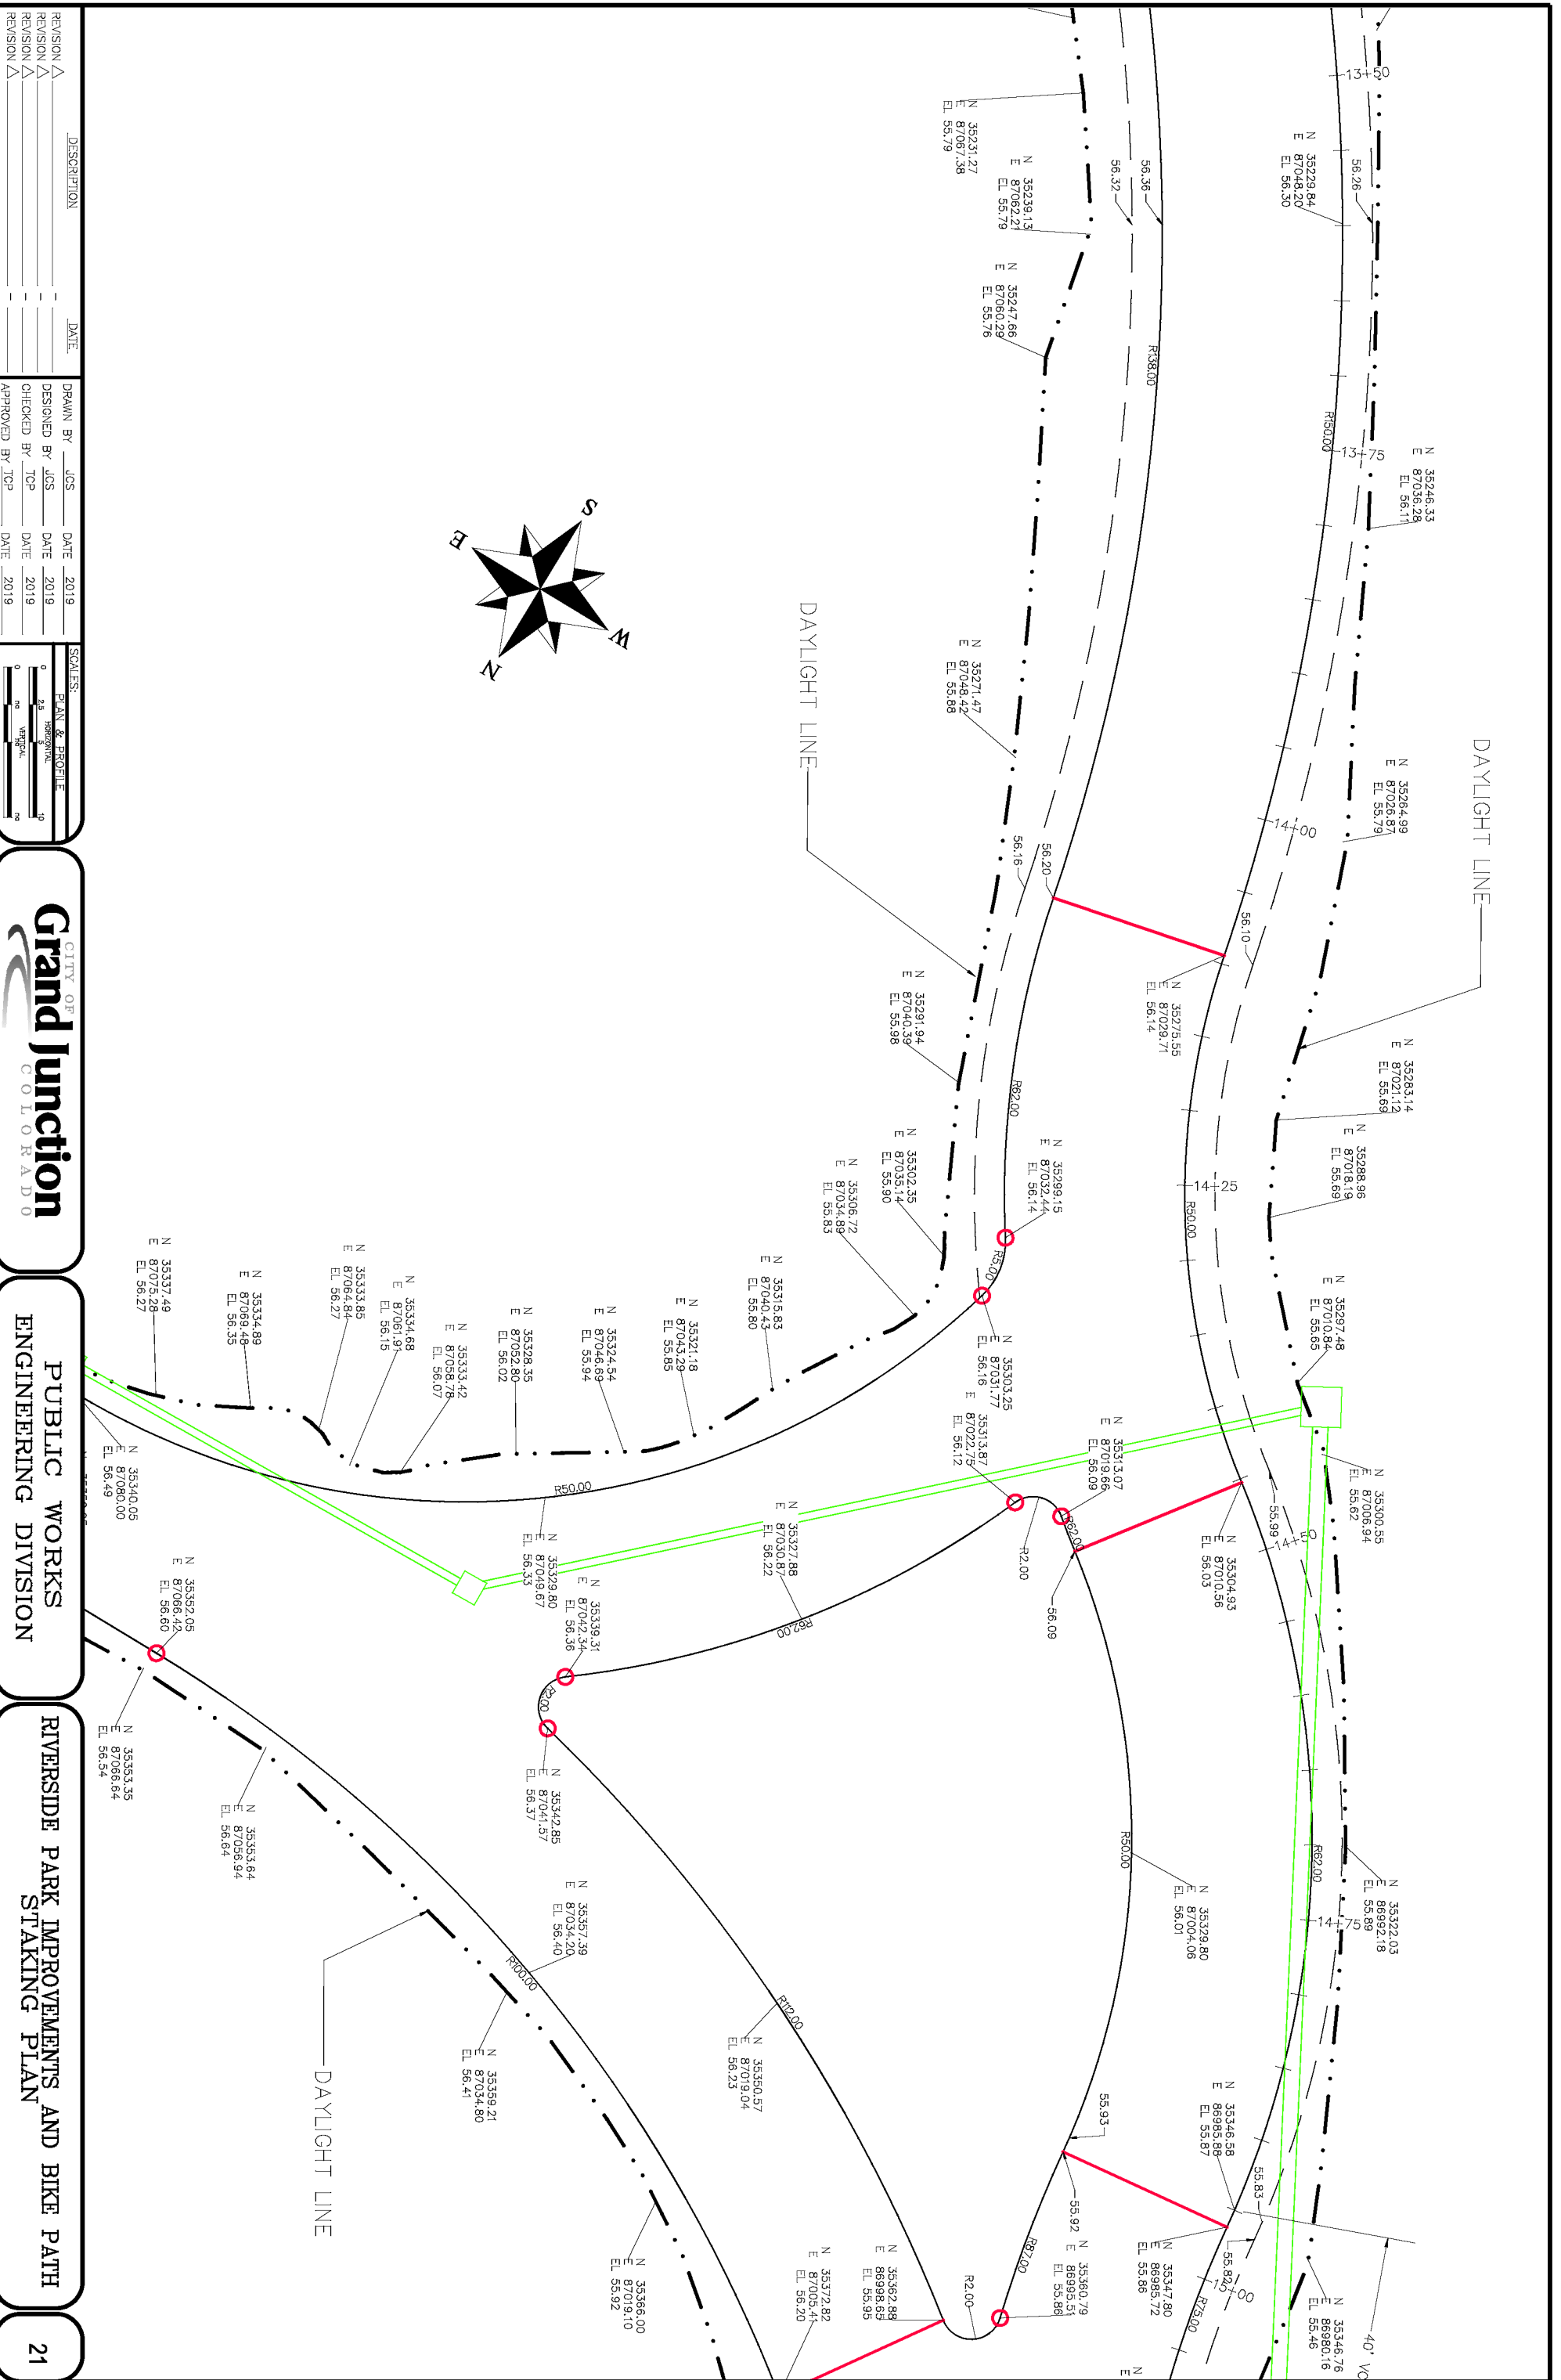 13+50
N 35229.84
E 87048.20
EL 56.30
56.26
R150.00
13+75
N 35246.33
E 87036.28
EL 56.11
DAYLIGHT LINE
N 35264.99
E 87026.87
EL 55.79
14+00
56.10
N 35275.55
E 87029.71
EL 56.14
N 35283.14
E 87021.12
EL 55.69
N 35288.96
E 87018.19
EL 55.69
14+25
R50.00
N 35297.48
E 87010.84
EL 55.65
N 35300.55
E 87006.94
EL 55.62
55.99
14+50
N 35304.93
E 87010.56
EL 56.03
R62.00
14+75
N 35322.03
E 86992.18
EL 55.89
N 35346.58
E 86985.88
EL 55.87
55.83
55.82
N 35347.80
E 86985.72
EL 55.86
15+00
R75.00
N 35346.76
E 86980.16
EL 55.46
40' VC
N
E
N 35231.27
E 87067.38
EL 55.79
N 35239.13
E 87062.21
EL 55.79
56.32
56.36
N 35247.66
E 87060.29
EL 55.76
R138.00
N 35271.47
E 87048.42
EL 55.88
DAYLIGHT LINE
56.16
56.20
N 35291.94
E 87040.39
EL 55.98
R62.00
N 35302.35
E 87035.14
EL 55.90
N 35306.72
E 87034.89
EL 55.83
N 35299.15
E 87032.44
EL 56.14
R5.00
N 35303.25
E 87031.77
EL 56.16
N 35313.87
E 87022.75
EL 56.12
N 35313.07
E 87019.66
EL 56.09
R62.00
R2.00
56.09
N 35315.83
E 87040.43
EL 55.80
N 35321.18
E 87043.29
EL 55.85
N 35324.54
E 87046.69
EL 55.94
N 35328.35
E 87052.80
EL 56.02
N 35333.42
E 87058.78
EL 56.07
N 35334.68
E 87061.91
EL 56.15
N 35333.85
E 87064.84
EL 56.27
N 35334.89
E 87069.48
EL 56.35
N 35337.49
E 87075.28
EL 56.27
N 35340.05
E 87080.00
EL 56.49
R50.00
N 35329.80
E 87049.67
EL 56.33
N 35327.88
E 87030.87
EL 56.22
R62.00
N 35339.31
E 87042.34
EL 56.36
R2.00
N 35342.85
E 87041.57
EL 56.37
N 35352.05
E 87066.42
EL 56.60
N 35353.35
E 87066.64
EL 56.54
N 35353.64
E 87056.94
EL 56.64
N 35357.39
E 87034.20
EL 56.40
R100.00
N 35359.21
E 87034.80
EL 56.41
DAYLIGHT LINE
R50.00
N 35329.80
E 87004.06
EL 56.01
R112.00
N 35350.57
E 87019.04
EL 56.23
55.93
55.92
R87.00
N 35360.79
E 86995.51
EL 55.86
R2.00
N 35362.88
E 86998.65
EL 55.95
N 35372.82
E 87005.41
EL 56.20
N 35366.00
E 87019.10
EL 55.92
S
E
W
N
DESCRIPTION DATE
REVISION
REVISION
REVISION
REVISION
DRAWN BY JCS DATE 2019
DESIGNED BY JCS DATE 2019
CHECKED BY TCP DATE 2019
APPROVED BY TCP DATE 2019
SCALES:
PLAN & PROFILE
0 2.5 5 10
HORIZONTAL
VERTICAL
0 na na na
CITY OF
Grand Junction
COLORADO
PUBLIC WORKS
ENGINEERING DIVISION
RIVERSIDE PARK IMPROVEMENTS AND BIKE PATH
STAKING PLAN
21